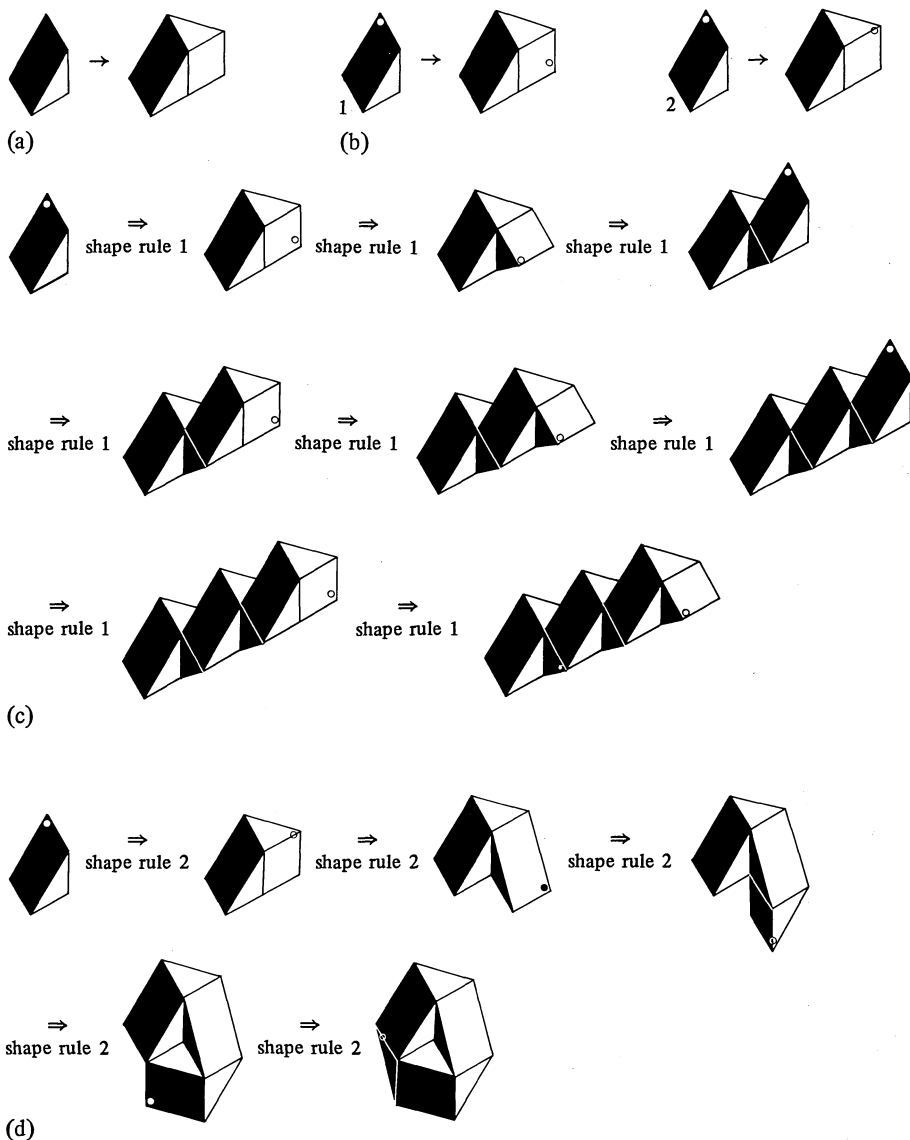 → → →
1 2
(a) (b)
⇒ ⇒ ⇒
shape rule 1 shape rule 1 shape rule 1
⇒ ⇒ ⇒
shape rule 1 shape rule 1 shape rule 1
⇒ ⇒
shape rule 1 shape rule 1
(c)
⇒ ⇒ ⇒
shape rule 2 shape rule 2 shape rule 2
⇒ ⇒
shape rule 2 shape rule 2
(d)